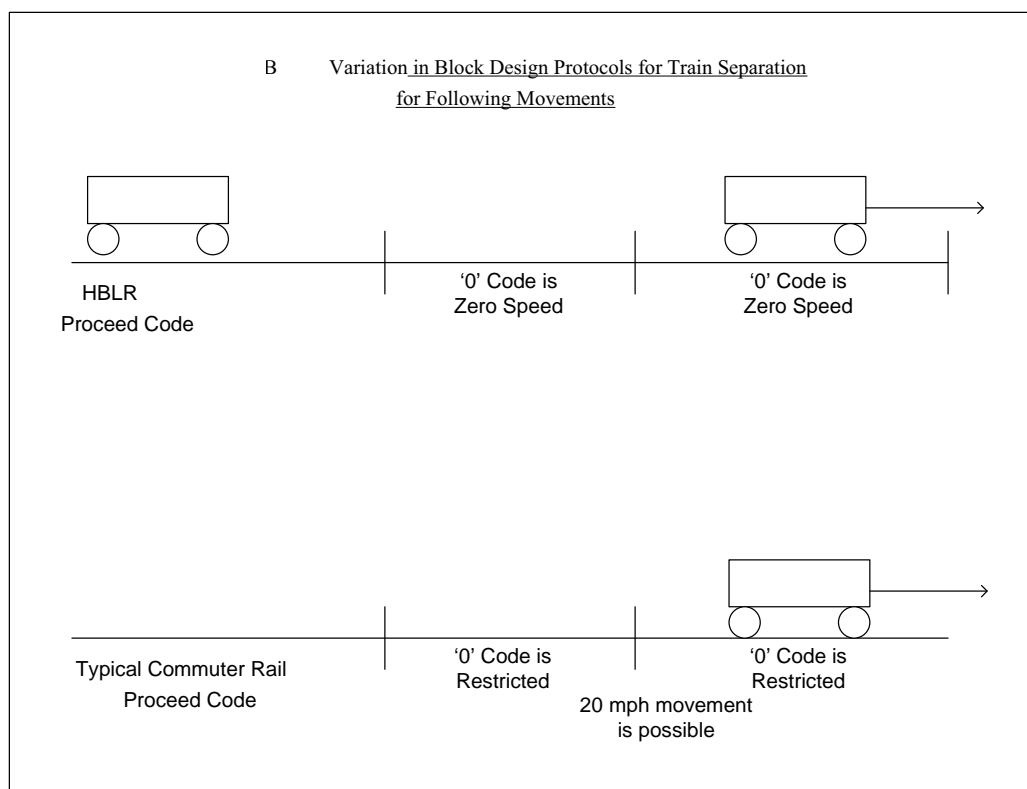 B Variation in Block Design Protocols for Train Separation
for Following Movements
HBLR
Proceed Code
‘0’ Code is
Zero Speed
‘0’ Code is
Zero Speed
Typical Commuter Rail
Proceed Code
‘0’ Code is
Restricted
20 mph movement
is possible
‘0’ Code is
Restricted